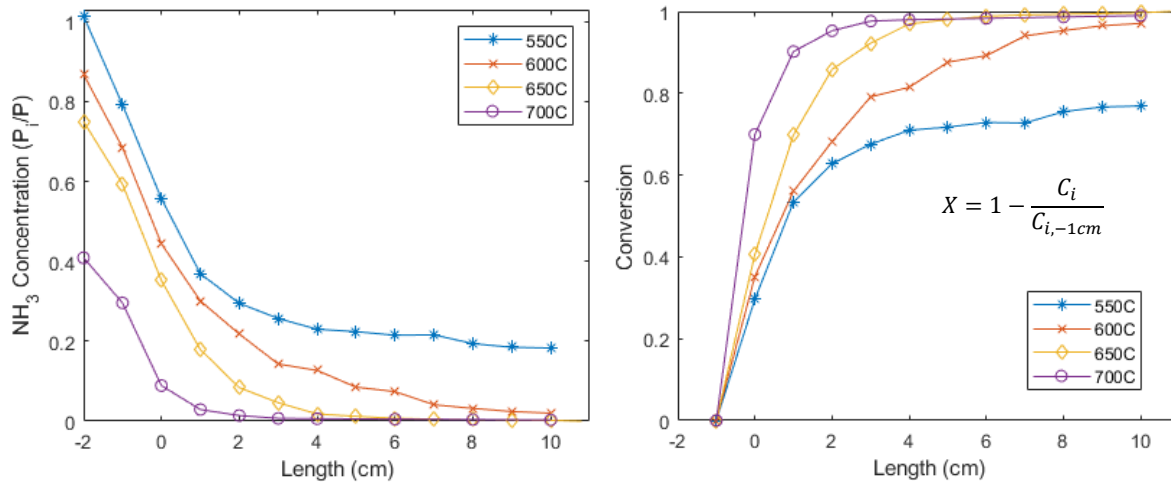 NH₃ Concentration (Pᵢ/P)
1
0.8
0.6
0.4
0.2
0
-2
0
2
4
6
8
10
Length (cm)
550C
600C
650C
700C
Conversion
1
0.8
0.6
0.4
0.2
0
-2
0
2
4
6
8
10
Length (cm)
X = 1 − Cᵢ / Cᵢ,₋₁cm
550C
600C
650C
700C